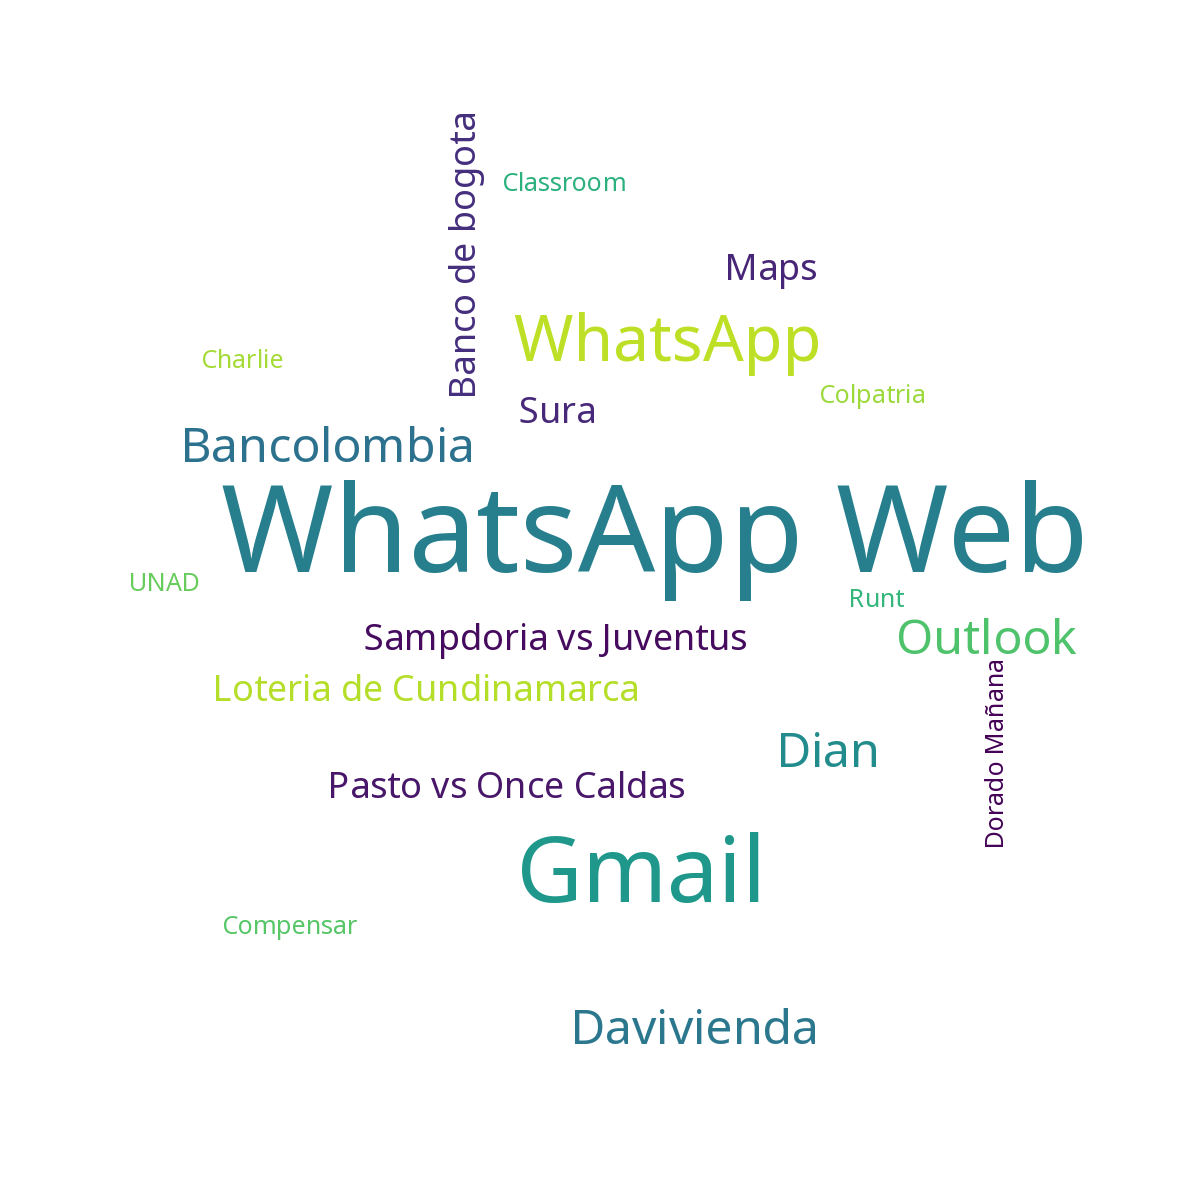 Banco de bogota
Classroom
Maps
WhatsApp
Charlie
Colpatria
Sura
Bancolombia
WhatsApp Web
UNAD
Runt
Sampdoria vs Juventus
Outlook
Loteria de Cundinamarca
Dorado Mañana
Dian
Pasto vs Once Caldas
Gmail
Compensar
Davivienda